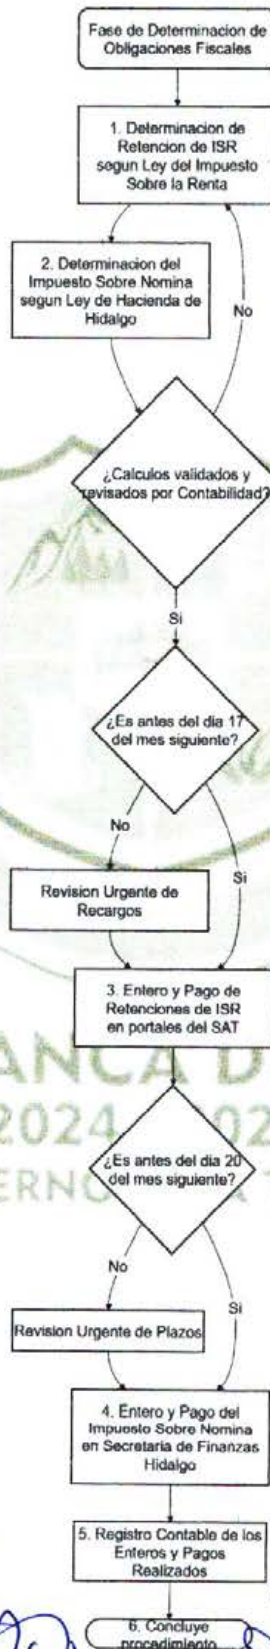 Fase de Determinacion de
Obligaciones Fiscales
1. Determinacion de
Retencion de ISR
segun Ley del Impuesto
Sobre la Renta
2. Determinacion del
Impuesto Sobre Nomina
segun Ley de Hacienda de
Hidalgo
No
¿Calculos validados y
revisados por Contabilidad?
Si
¿Es antes del dia 17
del mes siguiente?
No
Si
Revision Urgente de
Recargos
3. Entero y Pago de
Retenciones de ISR
en portales del SAT
ANCA D
2024 02
ERNO
¿Es antes del dia 20
del mes siguiente?
No
Si
Revision Urgente de Plazos
4. Entero y Pago del
Impuesto Sobre Nomina
en Secretaria de Finanzas
Hidalgo
5. Registro Contable de los
Enteros y Pagos
Realizados
6. Concluye
procedimiento